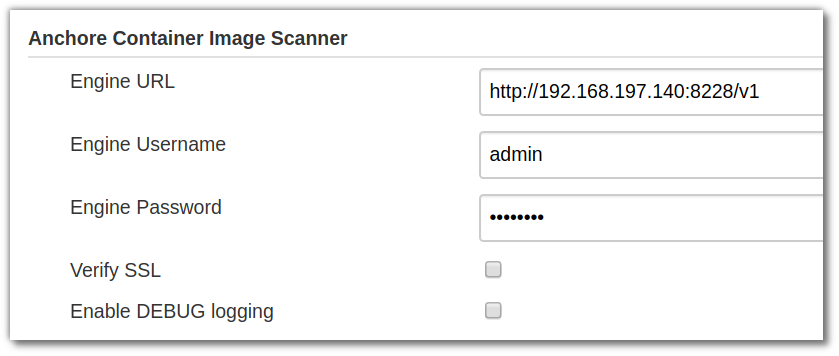 Anchore Container Image Scanner
Engine URL
http://192.168.197.140:8228/v1
Engine Username
admin
Engine Password
••••••••
Verify SSL
Enable DEBUG logging